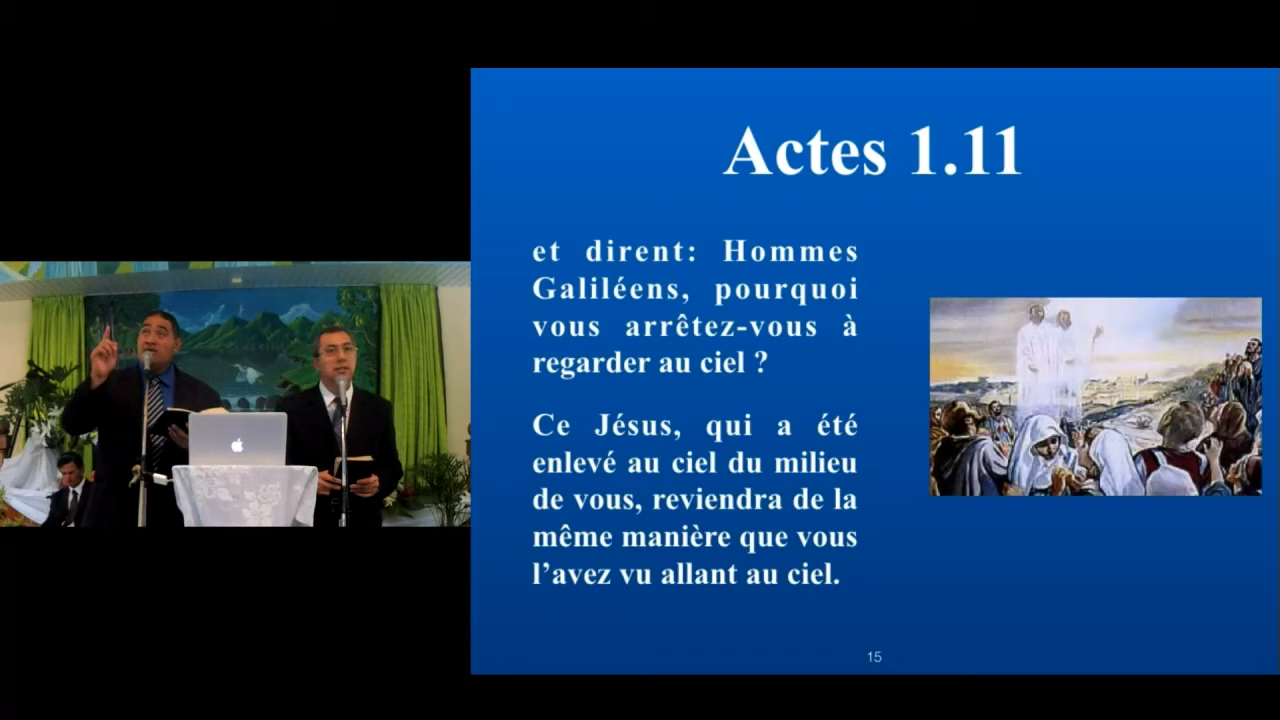 Actes 1.11
et dirent: Hommes
Galiléens, pourquoi
vous arrêtez-vous à
regarder au ciel ?
Ce Jésus, qui a été
enlevé au ciel du milieu
de vous, reviendra de la
même manière que vous
l’avez vu allant au ciel.
15